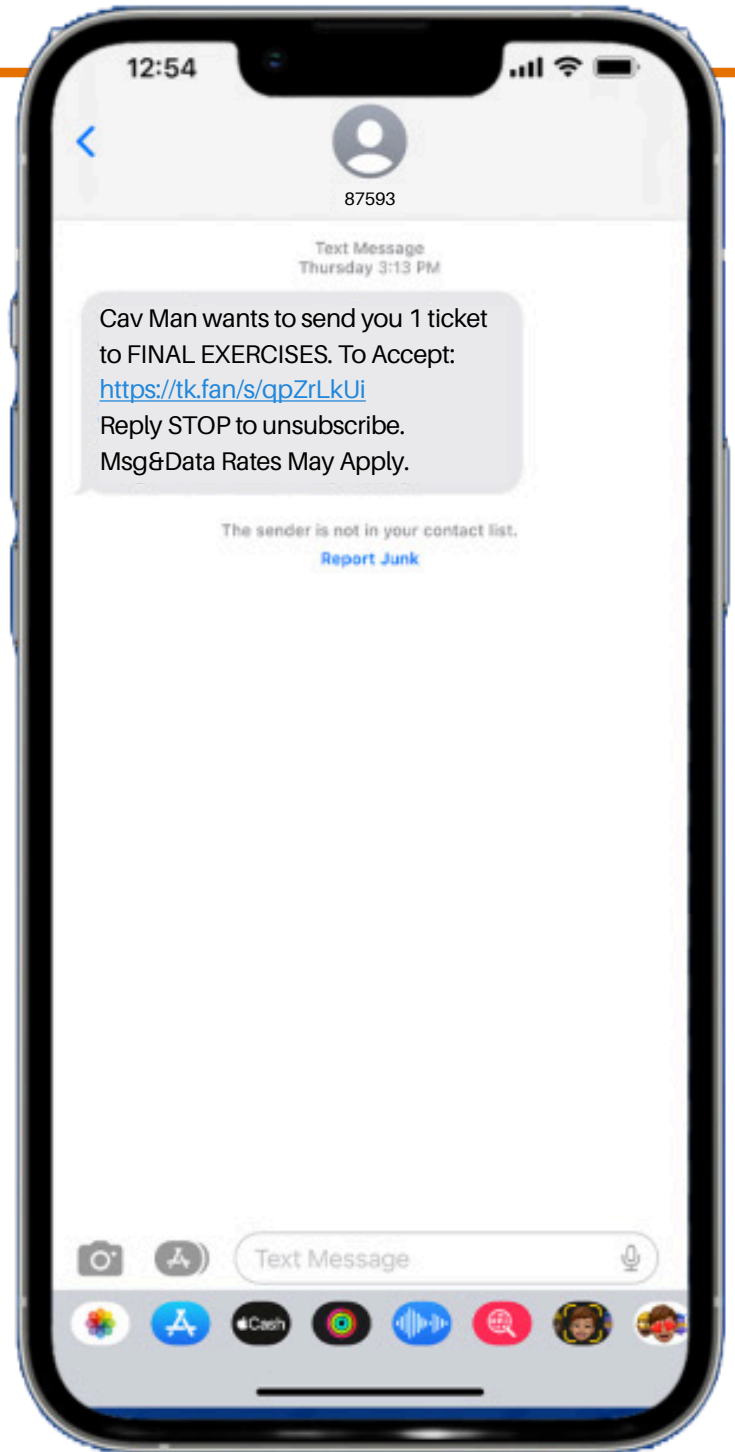 12:54
87593
Text Message
Thursday 3:13 PM
Cav Man wants to send you 1 ticket
to FINAL EXERCISES. To Accept:
https://tk.fan/s/qpZrLkUi
Reply STOP to unsubscribe.
Msg&Data Rates May Apply.
The sender is not in your contact list.
Report Junk
Text Message
Cash